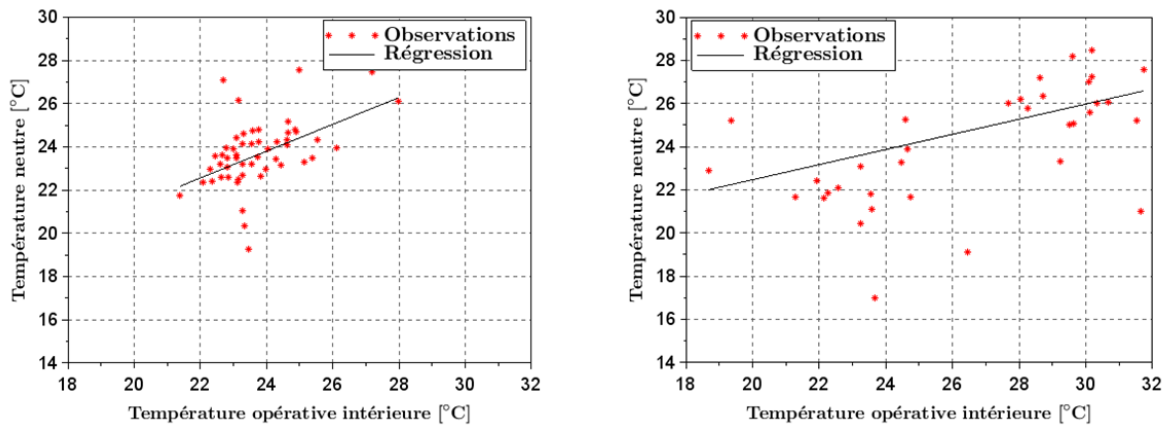 30
28
26
24
22
20
18
16
14
18 20 22 24 26 28 30 32
Température neutre [°C]
Température opérative intérieure [°C]
Observations
Régression
30
28
26
24
22
20
18
16
14
18 20 22 24 26 28 30 32
Température neutre [°C]
Température opérative intérieure [°C]
Observations
Régression